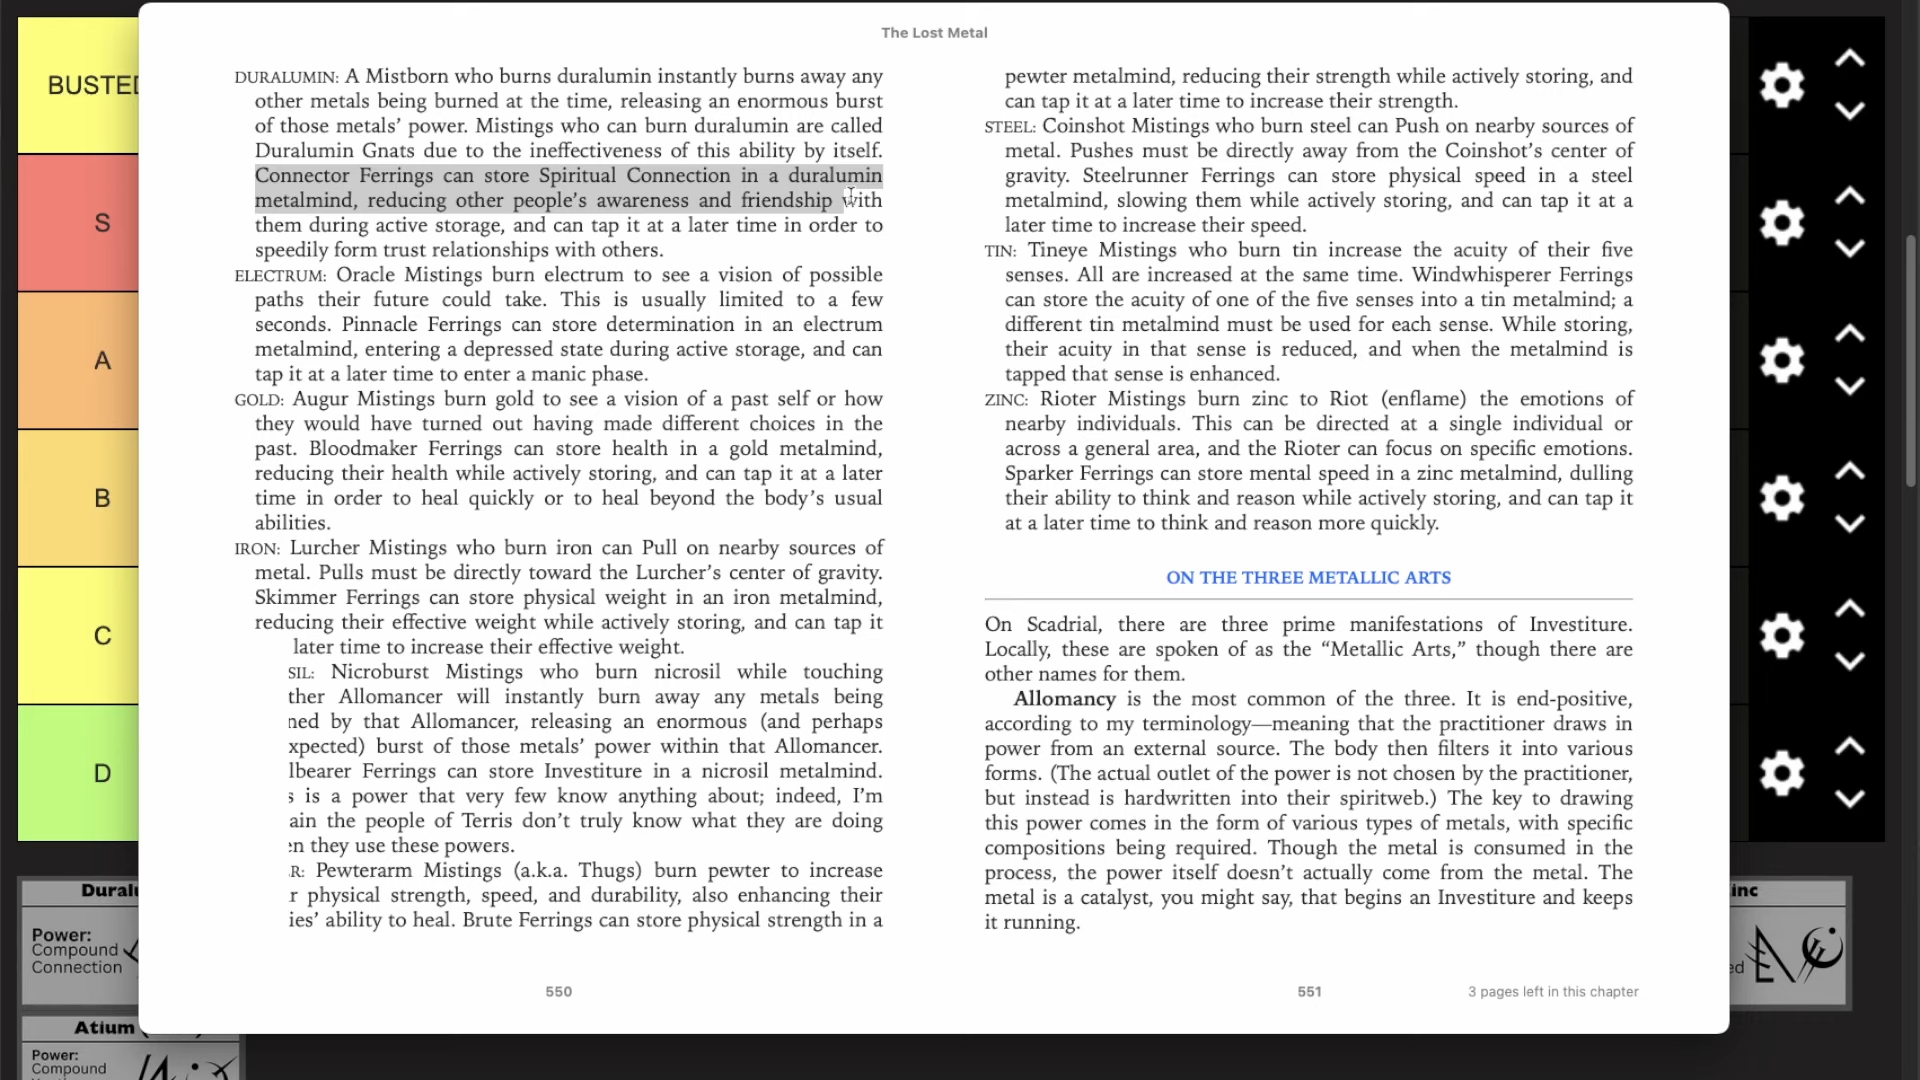 The Lost Metal
DURALUMIN: A Mistborn who burns duralumin instantly burns away any
other metals being burned at the time, releasing an enormous burst
of those metals' power. Mistings who can burn duralumin are called
Duralumin Gnats due to the ineffectiveness of this ability by itself.
Connector Ferrings can store Spiritual Connection in a duralumin
metalmind, reducing other people's awareness and friendship with
them during active storage, and can tap it at a later time in order to
speedily form trust relationships with others.
ELECTRUM: Oracle Mistings burn electrum to see a vision of possible
paths their future could take. This is usually limited to a few
seconds. Pinnacle Ferrings can store determination in an electrum
metalmind, entering a depressed state during active storage, and can
tap it at a later time to enter a manic phase.
GOLD: Augur Mistings burn gold to see a vision of a past self or how
they would have turned out having made different choices in the
past. Bloodmaker Ferrings can store health in a gold metalmind,
reducing their health while actively storing, and can tap it at a later
time in order to heal quickly or to heal beyond the body's usual
abilities.
IRON: Lurcher Mistings who burn iron can Pull on nearby sources of
metal. Pulls must be directly toward the Lurcher's center of gravity.
Skimmer Ferrings can store physical weight in an iron metalmind,
reducing their effective weight while actively storing, and can tap it
later time to increase their effective weight.
SIL: Nicroburst Mistings who burn nicrosil while touching
ther Allomancer will instantly burn away any metals being
ned by that Allomancer, releasing an enormous (and perhaps
xpected) burst of those metals' power within that Allomancer.
lbearer Ferrings can store Investiture in a nicrosil metalmind.
s is a power that very few know anything about; indeed, I'm
ain the people of Terris don't truly know what they are doing
en they use these powers.
R: Pewterarm Mistings (a.k.a. Thugs) burn pewter to increase
r physical strength, speed, and durability, also enhancing their
ies' ability to heal. Brute Ferrings can store physical strength in a
550
pewter metalmind, reducing their strength while actively storing, and
can tap it at a later time to increase their strength.
STEEL: Coinshot Mistings who burn steel can Push on nearby sources of
metal. Pushes must be directly away from the Coinshot's center of
gravity. Steelrunner Ferrings can store physical speed in a steel
metalmind, slowing them while actively storing, and can tap it at a
later time to increase their speed.
TIN: Tineye Mistings who burn tin increase the acuity of their five
senses. All are increased at the same time. Windwhisperer Ferrings
can store the acuity of one of the five senses into a tin metalmind; a
different tin metalmind must be used for each sense. While storing,
their acuity in that sense is reduced, and when the metalmind is
tapped that sense is enhanced.
ZINC: Rioter Mistings burn zinc to Riot (enflame) the emotions of
nearby individuals. This can be directed at a single individual or
across a general area, and the Rioter can focus on specific emotions.
Sparker Ferrings can store mental speed in a zinc metalmind, dulling
their ability to think and reason while actively storing, and can tap it
at a later time to think and reason more quickly.
ON THE THREE METALLIC ARTS
On Scadrial, there are three prime manifestations of Investiture.
Locally, these are spoken of as the “Metallic Arts,” though there are
other names for them.
Allomancy is the most common of the three. It is end-positive,
according to my terminology—meaning that the practitioner draws in
power from an external source. The body then filters it into various
forms. (The actual outlet of the power is not chosen by the practitioner,
but instead is hardwritten into their spiritweb.) The key to drawing
this power comes in the form of various types of metals, with specific
compositions being required. Though the metal is consumed in the
process, the power itself doesn't actually come from the metal. The
metal is a catalyst, you might say, that begins an Investiture and keeps
it running.
551
3 pages left in this chapter
BUSTED
S
A
B
C
D
Duralu
Power:
Compound
Connection
Atium
Power:
Compound
inc
ed